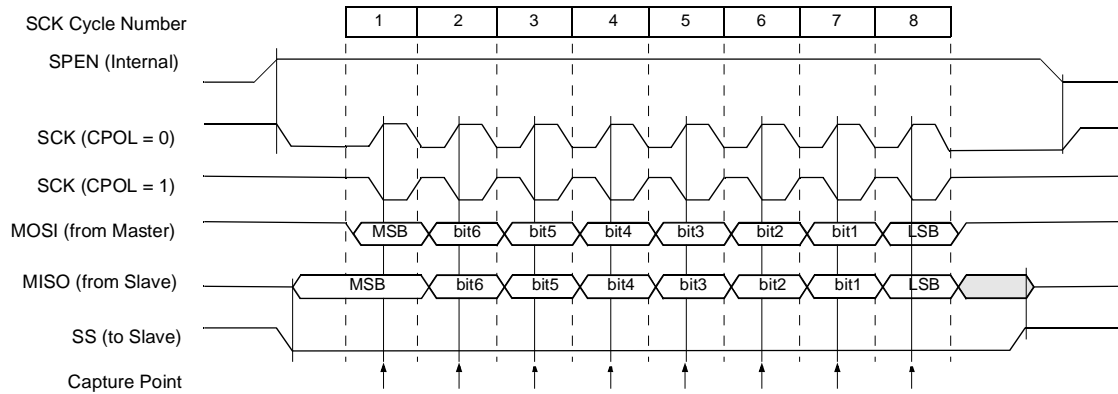 SCK Cycle Number 1 2 3 4 5 6 7 8
SPEN (Internal)
SCK (CPOL = 0)
SCK (CPOL = 1)
MOSI (from Master) MSB bit6 bit5 bit4 bit3 bit2 bit1 LSB
MISO (from Slave) MSB bit6 bit5 bit4 bit3 bit2 bit1 LSB
SS (to Slave)
Capture Point